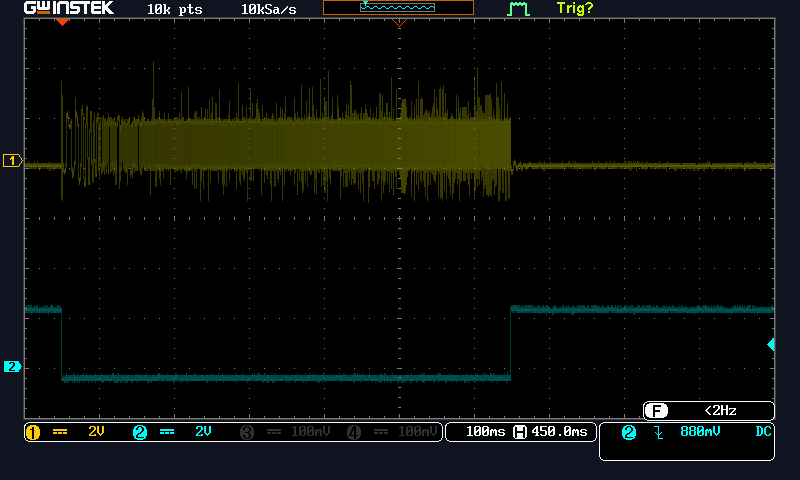 GWINSTEK 10k pts 10kSa/s Trig?
1
2
F <2Hz
1 2V 2 2V 3 100mV 4 100mV 100ms H 450.0ms 2 880mV DC